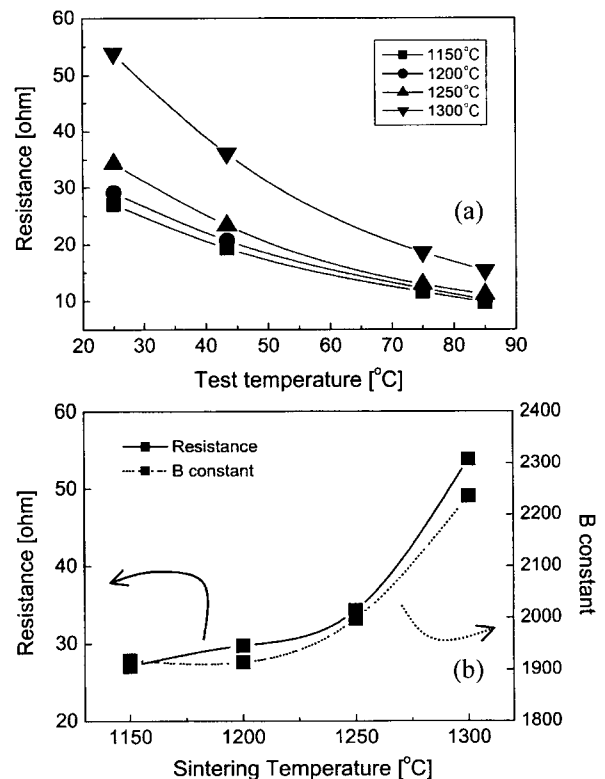 60
50
40
30
20
10
Resistance [ohm]
1150°C
1200°C
1250°C
1300°C
(a)
20 30 40 50 60 70 80 90
Test temperature [°C]
60
50
40
30
20
Resistance [ohm]
Resistance
B constant
2400
2300
2200
2100
2000
1900
1800
B constant
(b)
1150 1200 1250 1300
Sintering Temperature [°C]